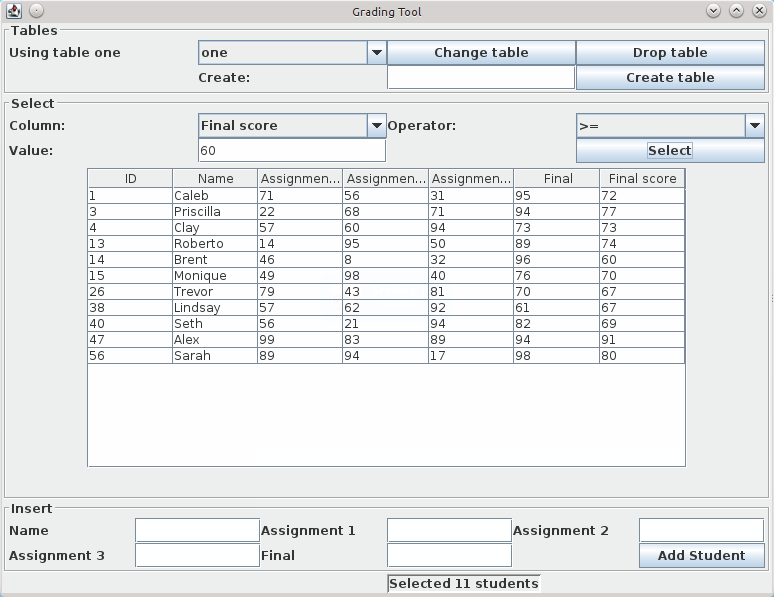 Grading Tool
Tables
Using table one one Change table Drop table
Create: Create table
Select
Column: Final score Operator: >=
Value: 60 Select
ID Name Assignmen... Assignmen... Assignmen... Final Final score
1 Caleb 71 56 31 95 72
3 Priscilla 22 68 71 94 77
4 Clay 57 60 94 73 73
13 Roberto 14 95 50 89 74
14 Brent 46 8 32 96 60
15 Monique 49 98 40 76 70
26 Trevor 79 43 81 70 67
38 Lindsay 57 62 92 61 67
40 Seth 56 21 94 82 69
47 Alex 99 83 89 94 91
56 Sarah 89 94 17 98 80
Insert
Name Assignment 1 Assignment 2
Assignment 3 Final Add Student
Selected 11 students